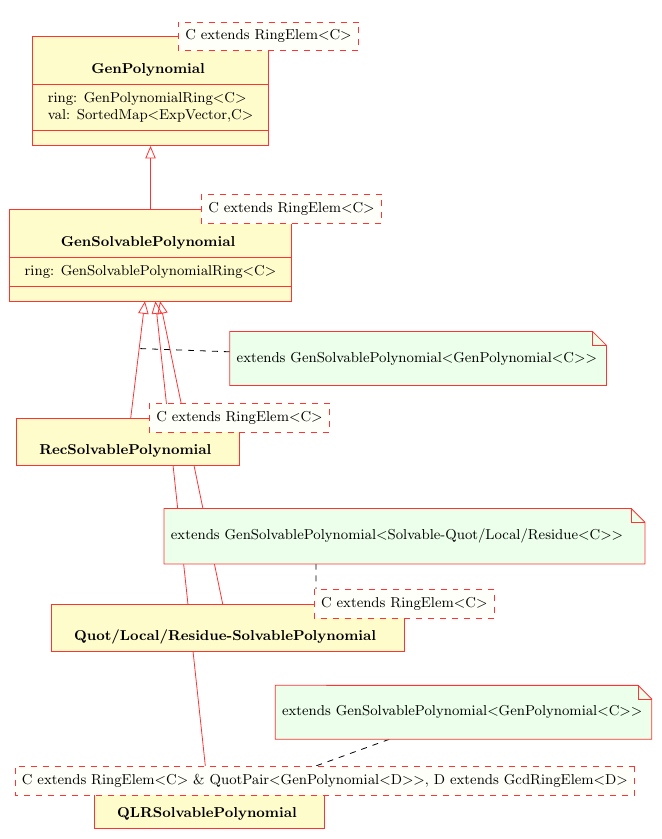 C extends RingElem<C>
GenPolynomial
ring: GenPolynomialRing<C>
val: SortedMap<ExpVector,C>
C extends RingElem<C>
GenSolvablePolynomial
ring: GenSolvablePolynomialRing<C>
extends GenSolvablePolynomial<GenPolynomial<C>>
C extends RingElem<C>
RecSolvablePolynomial
extends GenSolvablePolynomial<Solvable-Quot/Local/Residue<C>>
C extends RingElem<C>
Quot/Local/Residue-SolvablePolynomial
extends GenSolvablePolynomial<GenPolynomial<C>>
C extends RingElem<C> & QuotPair<GenPolynomial<D>>, D extends GcdRingElem<D>
QLRSolvablePolynomial